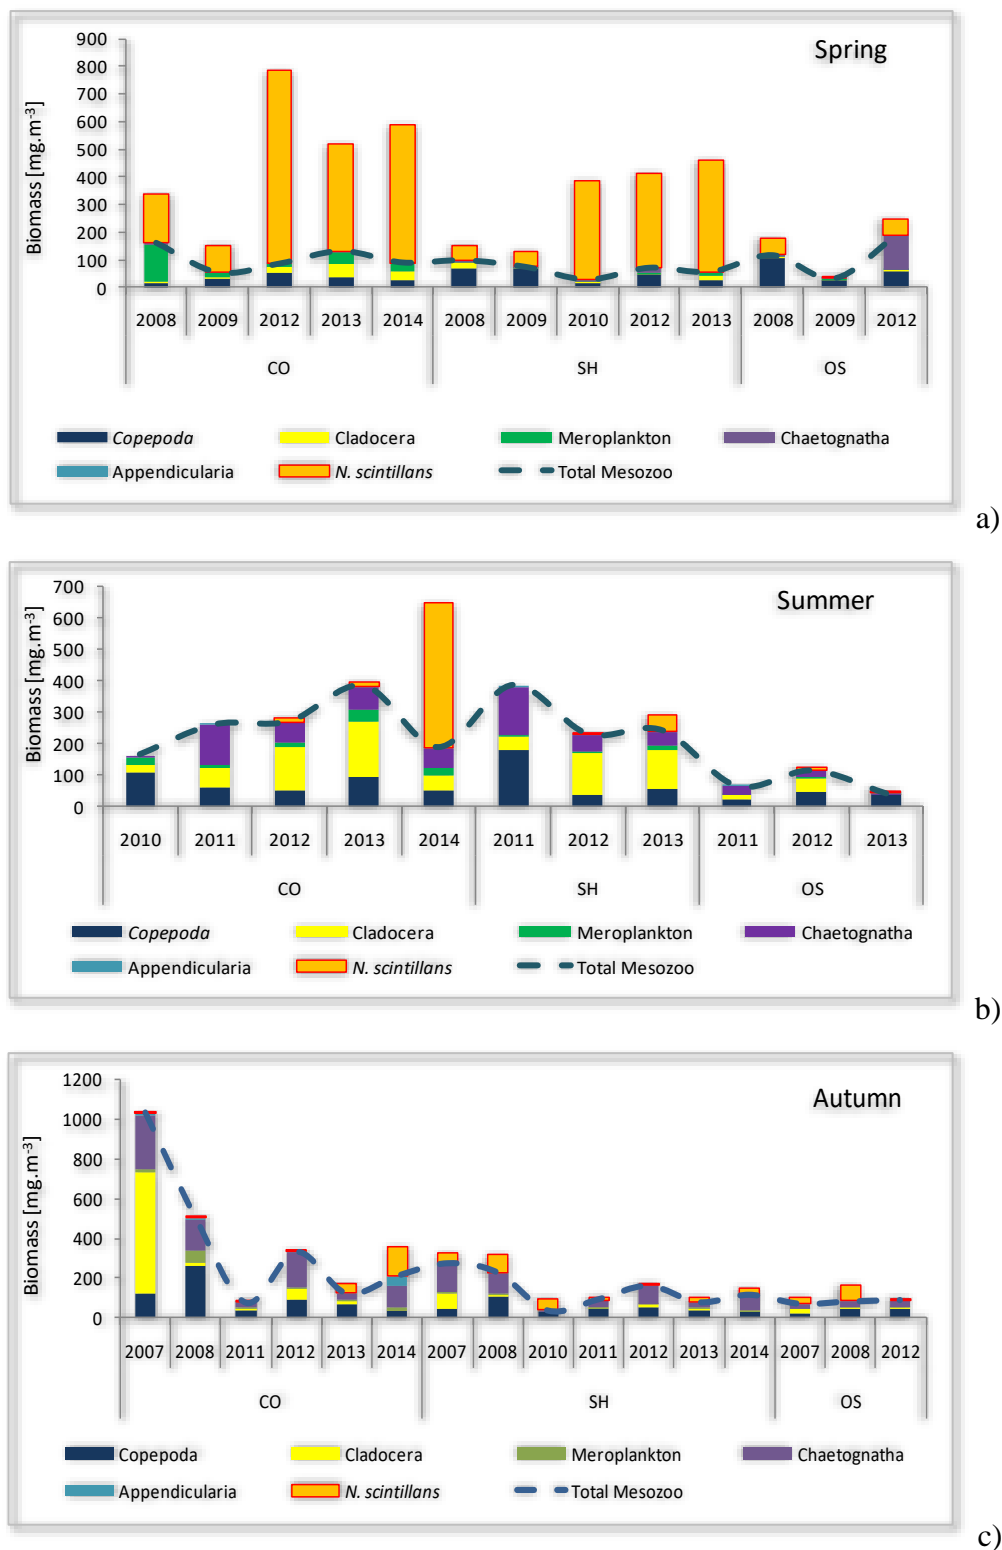 Spring
Biomass [mg.m-3]
900
800
700
600
500
400
300
200
100
0
2008 2009 2012 2013 2014 2008 2009 2010 2012 2013 2008 2009 2012
CO SH OS
Copepoda Cladocera Meroplankton Chaetognatha
Appendicularia N. scintillans Total Mesozoo
a)
Summer
Biomass [mg.m-3]
700
600
500
400
300
200
100
0
2010 2011 2012 2013 2014 2011 2012 2013 2011 2012 2013
CO SH OS
Copepoda Cladocera Meroplankton Chaetognatha
Appendicularia N. scintillans Total Mesozoo
b)
Autumn
Biomass [mg.m-3]
1200
1000
800
600
400
200
0
2007 2008 2011 2012 2013 2014 2007 2008 2010 2011 2012 2013 2014 2007 2008 2012
CO SH OS
Copepoda Cladocera Meroplankton Chaetognatha
Appendicularia N. scintillans Total Mesozoo
c)